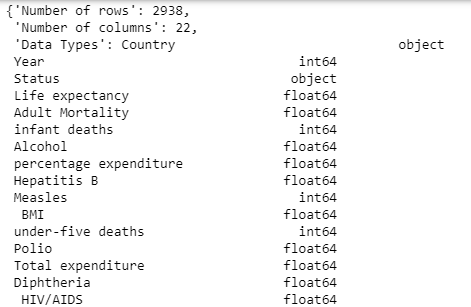 {'Number of rows': 2938,
 'Number of columns': 22,
 'Data Types': Country                             object
 Year                                 int64
 Status                              object
 Life expectancy                    float64
 Adult Mortality                    float64
 infant deaths                        int64
 Alcohol                            float64
 percentage expenditure             float64
 Hepatitis B                        float64
 Measles                              int64
  BMI                               float64
 under-five deaths                    int64
 Polio                              float64
 Total expenditure                  float64
 Diphtheria                         float64
  HIV/AIDS                          float64